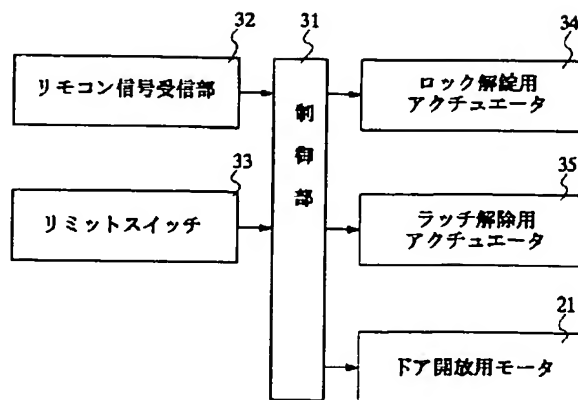 32
リモコン信号受信部
33
リミットスイッチ
31
制御部
34
ロック解錠用
アクチュエータ
35
ラッチ解除用
アクチュエータ
21
ドア開放用モータ